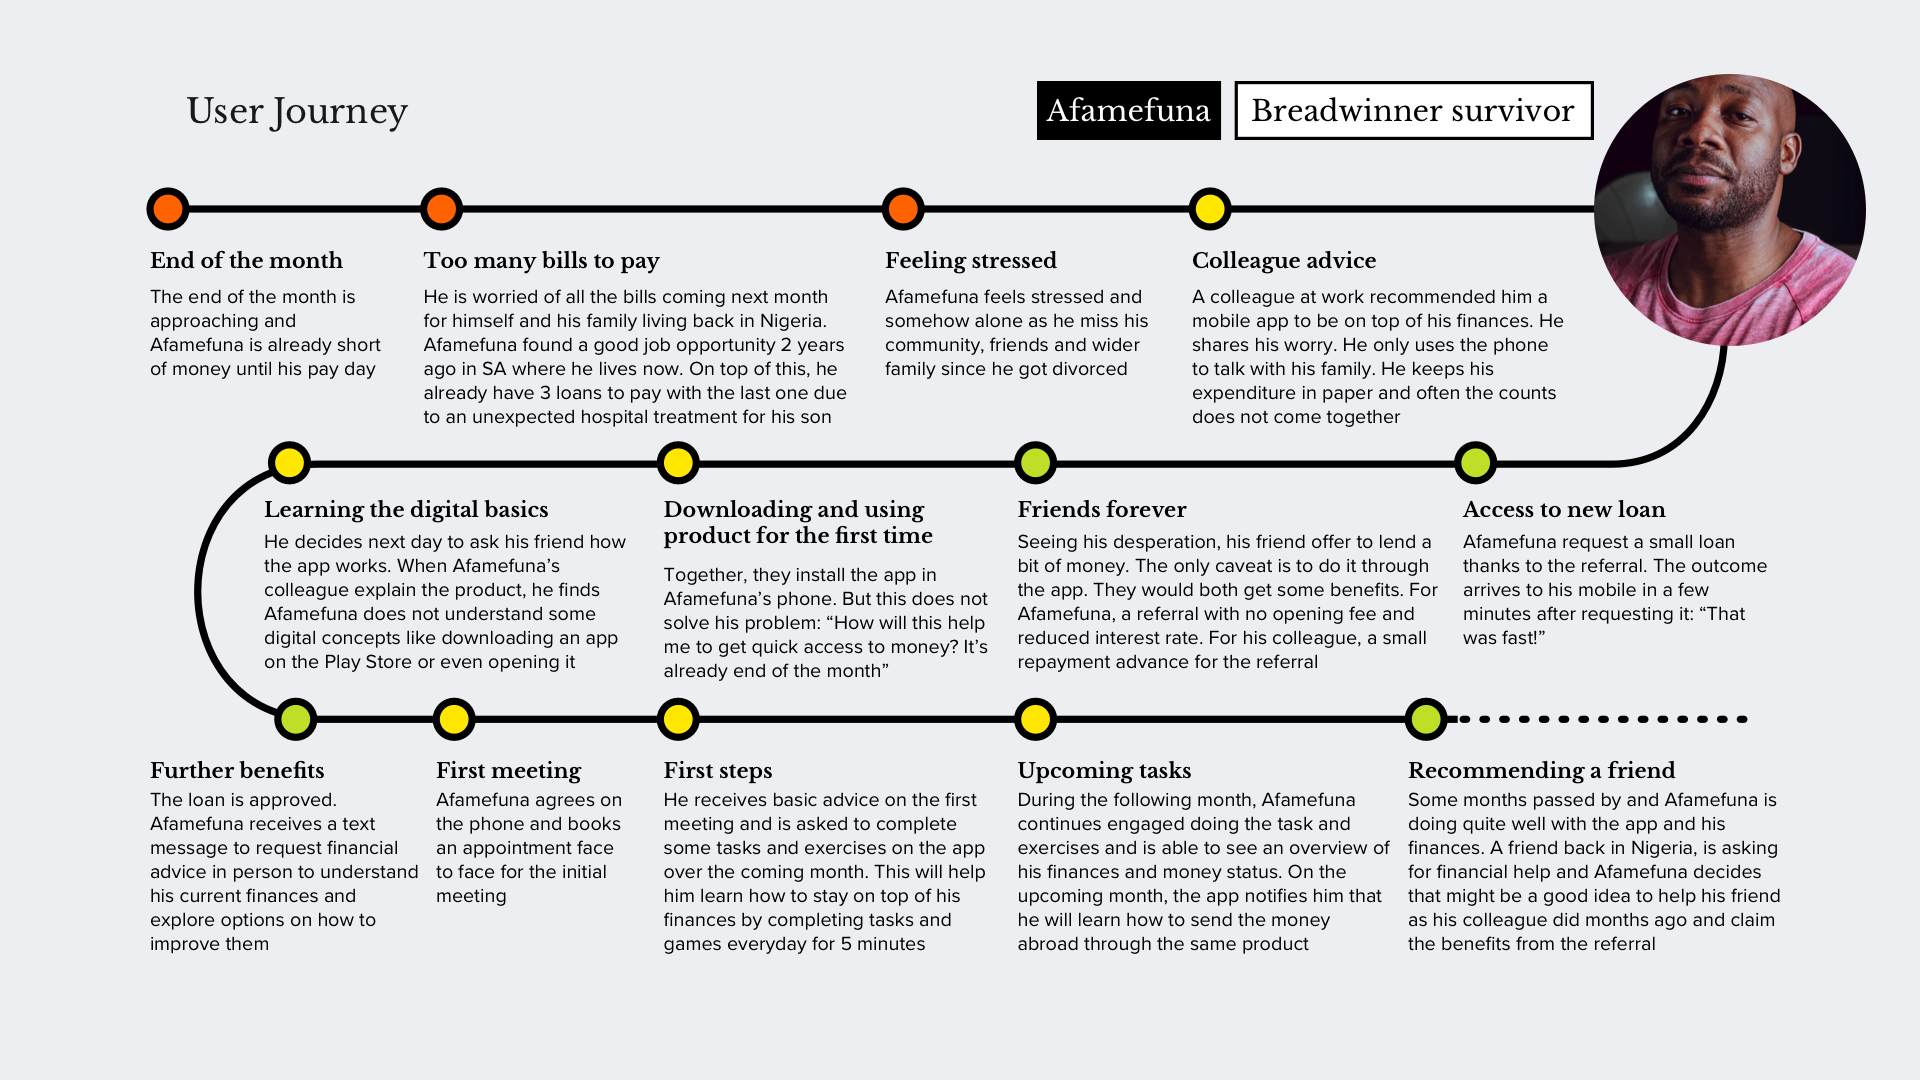 User Journey
Afamefuna
Breadwinner survivor
End of the month
The end of the month is
approaching and
Afamefuna is already short
of money until his pay day
Too many bills to pay
He is worried of all the bills coming next month
for himself and his family living back in Nigeria.
Afamefuna found a good job opportunity 2 years
ago in SA where he lives now. On top of this, he
already have 3 loans to pay with the last one due
to an unexpected hospital treatment for his son
Feeling stressed
Afamefuna feels stressed and
somehow alone as he miss his
community, friends and wider
family since he got divorced
Colleague advice
A colleague at work recommended him a
mobile app to be on top of his finances. He
shares his worry. He only uses the phone
to talk with his family. He keeps his
expenditure in paper and often the counts
does not come together
Learning the digital basics
He decides next day to ask his friend how
the app works. When Afamefuna’s
colleague explain the product, he finds
Afamefuna does not understand some
digital concepts like downloading an app
on the Play Store or even opening it
Downloading and using
product for the first time
Together, they install the app in
Afamefuna’s phone. But this does not
solve his problem: “How will this help
me to get quick access to money? It’s
already end of the month”
Friends forever
Seeing his desperation, his friend offer to lend a
bit of money. The only caveat is to do it through
the app. They would both get some benefits. For
Afamefuna, a referral with no opening fee and
reduced interest rate. For his colleague, a small
repayment advance for the referral
Access to new loan
Afamefuna request a small loan
thanks to the referral. The outcome
arrives to his mobile in a few
minutes after requesting it: “That
was fast!”
Further benefits
The loan is approved.
Afamefuna receives a text
message to request financial
advice in person to understand
his current finances and
explore options on how to
improve them
First meeting
Afamefuna agrees on
the phone and books
an appointment face
to face for the initial
meeting
First steps
He receives basic advice on the first
meeting and is asked to complete
some tasks and exercises on the app
over the coming month. This will help
him learn how to stay on top of his
finances by completing tasks and
games everyday for 5 minutes
Upcoming tasks
During the following month, Afamefuna
continues engaged doing the task and
exercises and is able to see an overview of
his finances and money status. On the
upcoming month, the app notifies him that
he will learn how to send the money
abroad through the same product
Recommending a friend
Some months passed by and Afamefuna is
doing quite well with the app and his
finances. A friend back in Nigeria, is asking
for financial help and Afamefuna decides
that might be a good idea to help his friend
as his colleague did months ago and claim
the benefits from the referral